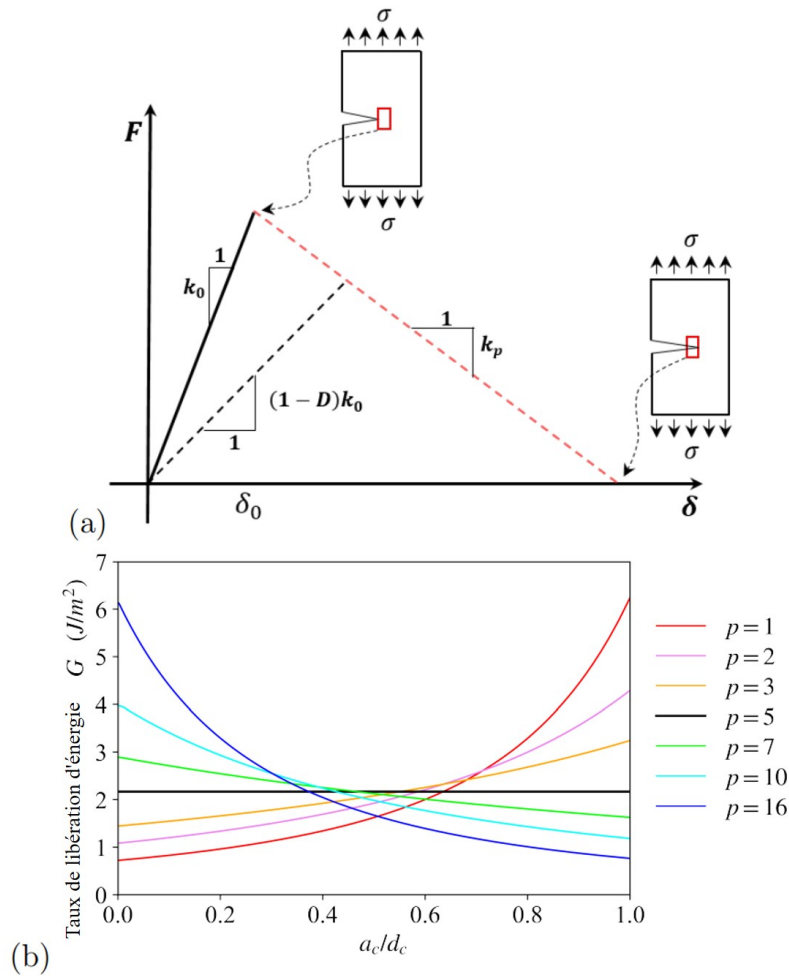 σ
F
σ
1
k₀
σ
1
kₚ
(1 − D)k₀
1
σ
δ₀
δ
(a)
Taux de libération d'énergie G (J/m²)
7
6
5
4
3
2
1
0
0.0 0.2 0.4 0.6 0.8 1.0
a_c/d_c
p = 1
p = 2
p = 3
p = 5
p = 7
p = 10
p = 16
(b)